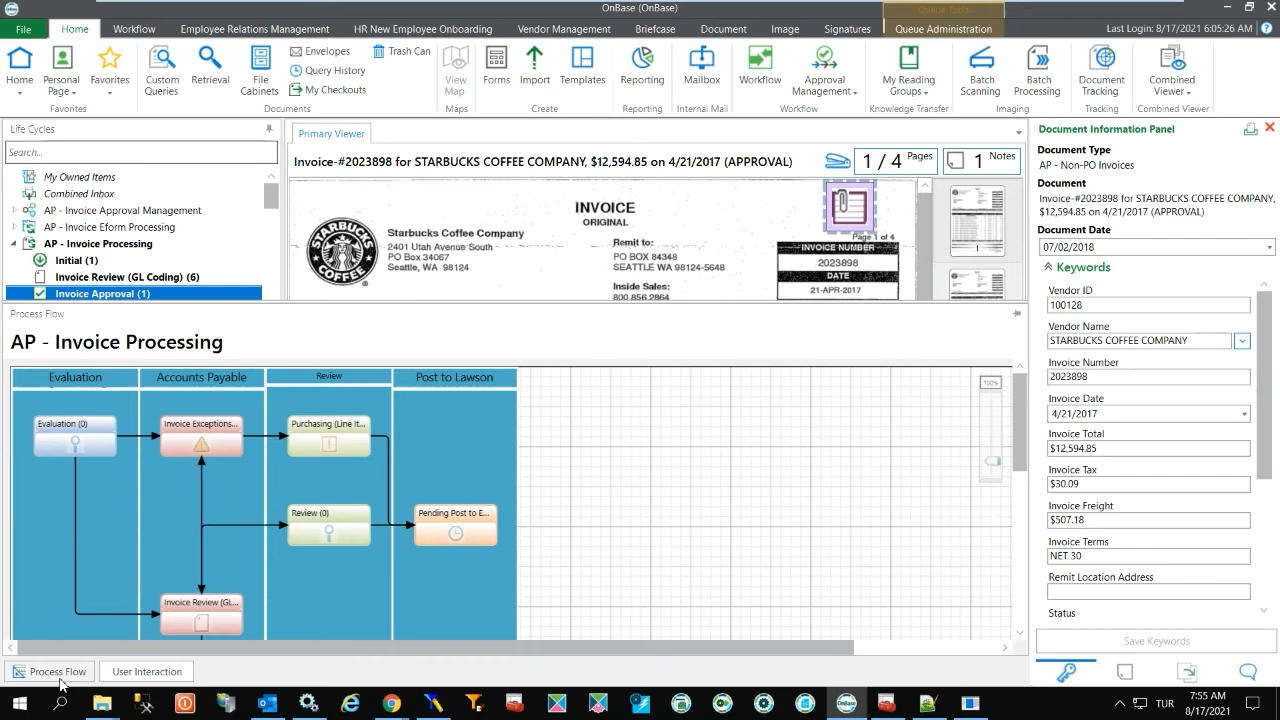 OnBase (OnBase)
Queue Tools
File
Home
Workflow
Employee Relations Management
HR New Employee Onboarding
Vendor Management
Briefcase
Document
Image
Signatures
Queue Administration
Last Login: 8/17/2021 6:05:26 AM
Home
Personal Page
Favorites
Custom Queries
Retrieval
File Cabinets
Envelopes
Query History
My Checkouts
Trash Can
View Map
Forms
Import
Templates
Reporting
Mailbox
Workflow
Approval Management
My Reading Groups
Batch Scanning
Batch Processing
Document Tracking
Combined Viewer
Favorites
Documents
Maps
Create
Reporting
Internal Mail
Workflow
Knowledge Transfer
Imaging
Tracking
Combined Viewer
Life Cycles
Search...
My Owned Items
Combined Inbox
AP - Invoice Approval Management
AP - Invoice Eform Processing
AP - Invoice Processing
Initial (1)
Invoice Review (GL Coding) (6)
Invoice Approval (1)
Primary Viewer
Invoice-#2023898 for STARBUCKS COFFEE COMPANY, $12,594.85 on 4/21/2017 (APPROVAL)
1 / 4 Pages
1 Notes
INVOICE
ORIGINAL
Page 1 of 4
Starbucks Coffee Company
2401 Utah Avenue South
PO Box 34067
Seattle, WA 98124
Remit to:
PO BOX 84348
SEATTLE WA 98124-5648
Inside Sales:
800 856 2864
INVOICE NUMBER
2023898
DATE
21-APR-2017
Process Flow
AP - Invoice Processing
Evaluation
Accounts Payable
Review
Post to Lawson
100%
Evaluation (0)
Invoice Exceptions...
Purchasing (Line It...
Review (0)
Pending Post to E...
Invoice Review (GL...
Process Flow
User Interaction
Document Information Panel
Document Type
AP - Non-PO Invoices
Document
Invoice-#2023898 for STARBUCKS COFFEE COMPANY,
$12,594.85 on 4/21/2017 (APPROVAL)
Document Date
07/02/2018
Keywords
Vendor ID
100128
Vendor Name
STARBUCKS COFFEE COMPANY
Invoice Number
2023898
Invoice Date
4/21/2017
Invoice Total
$12,594.85
Invoice Tax
$30.09
Invoice Freight
$507.18
Invoice Terms
NET 30
Remit Location Address
Status
Save Keywords
TUR
7:55 AM
8/17/2021